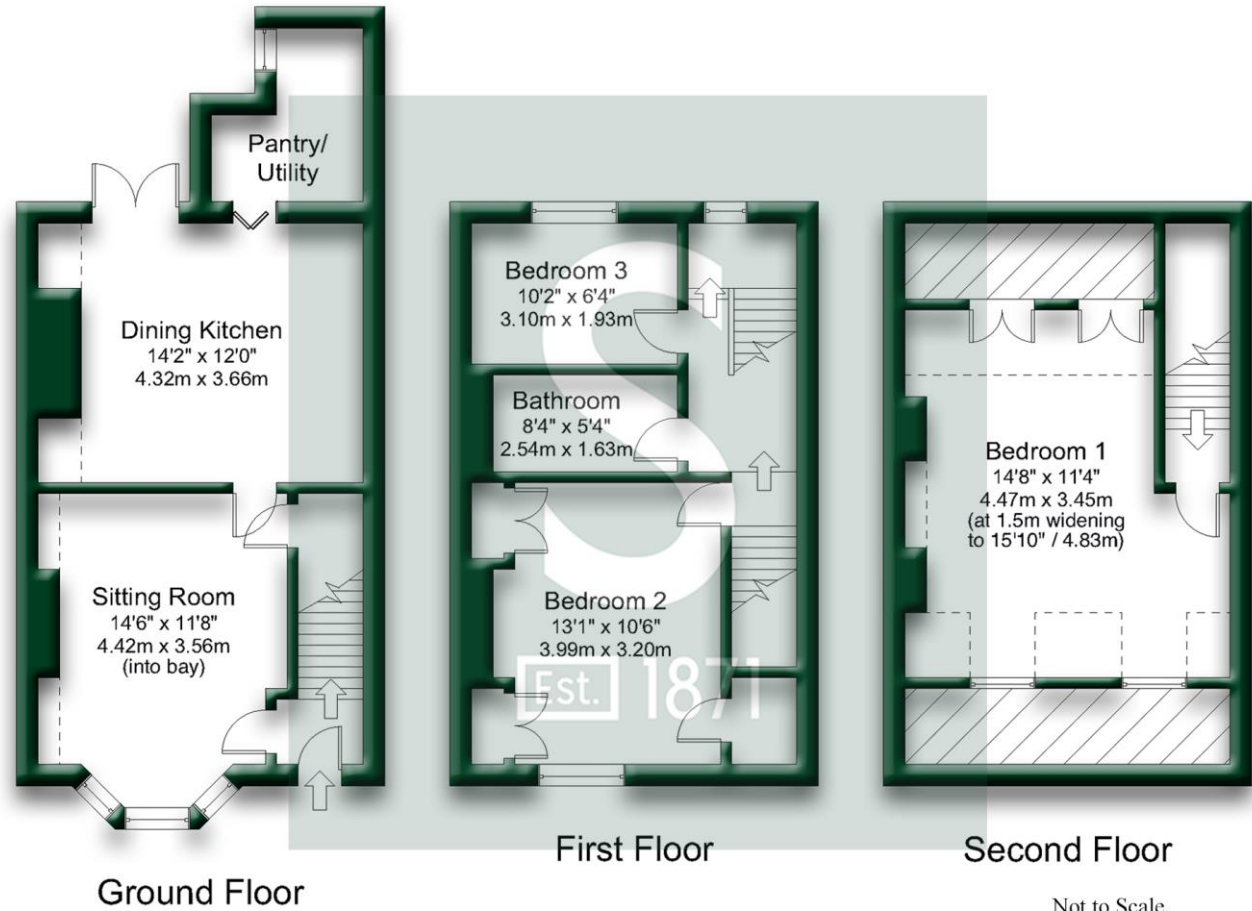 Pantry/
Utility
Dining Kitchen
14'2" x 12'0"
4.32m x 3.66m
Sitting Room
14'6" x 11'8"
4.42m x 3.56m
(into bay)
Ground Floor
Bedroom 3
10'2" x 6'4"
3.10m x 1.93m
Bathroom
8'4" x 5'4"
2.54m x 1.63m
Bedroom 2
13'1" x 10'6"
3.99m x 3.20m
S
Est. 1871
First Floor
Bedroom 1
14'8" x 11'4"
4.47m x 3.45m
(at 1.5m widening
to 15'10" / 4.83m)
Second Floor
Not to Scale